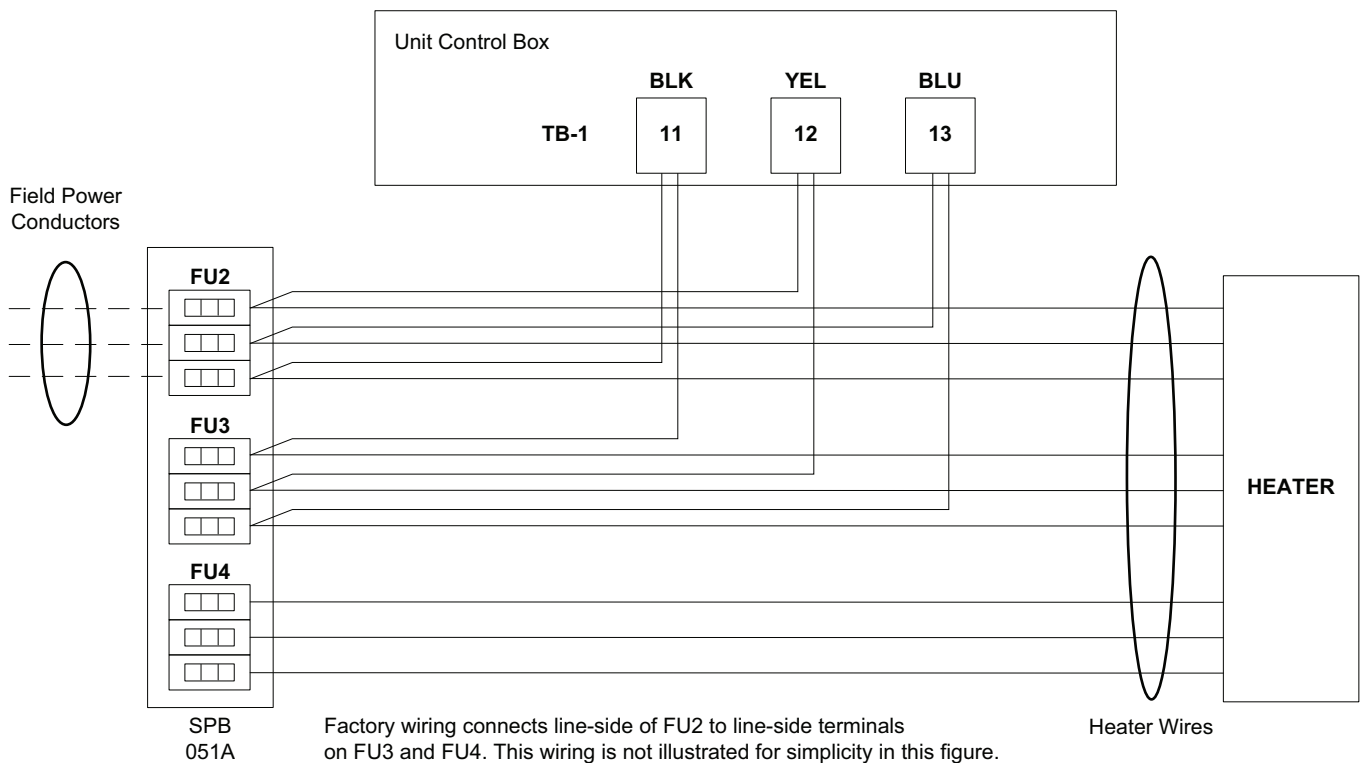 Unit Control Box
BLK YEL BLU
TB-1 11 12 13
Field Power
Conductors
FU2
FU3
FU4
HEATER
SPB
051A
Factory wiring connects line-side of FU2 to line-side terminals
on FU3 and FU4. This wiring is not illustrated for simplicity in this figure.
Heater Wires